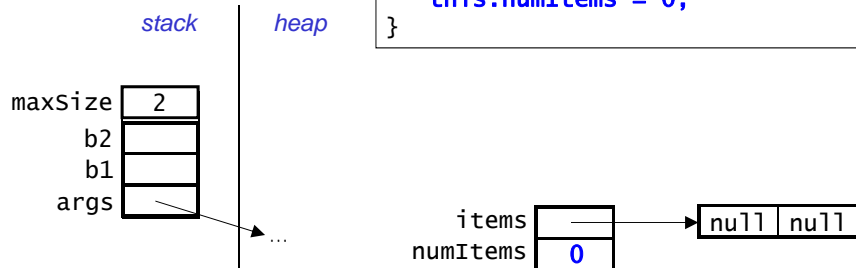 this.numItems = 0;
}
stack heap
maxSize 2
b2
b1
args
...
items null null
numItems 0